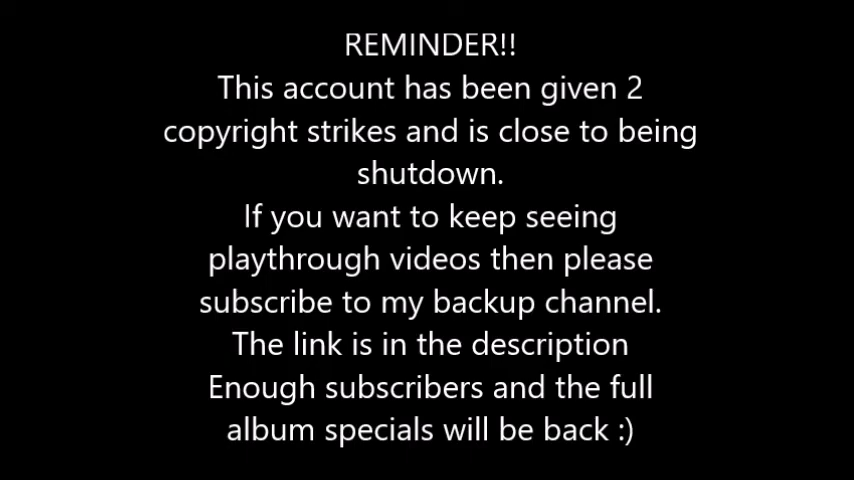 REMINDER!!
This account has been given 2
copyright strikes and is close to being
shutdown.
If you want to keep seeing
playthrough videos then please
subscribe to my backup channel.
The link is in the description
Enough subscribers and the full
album specials will be back :)